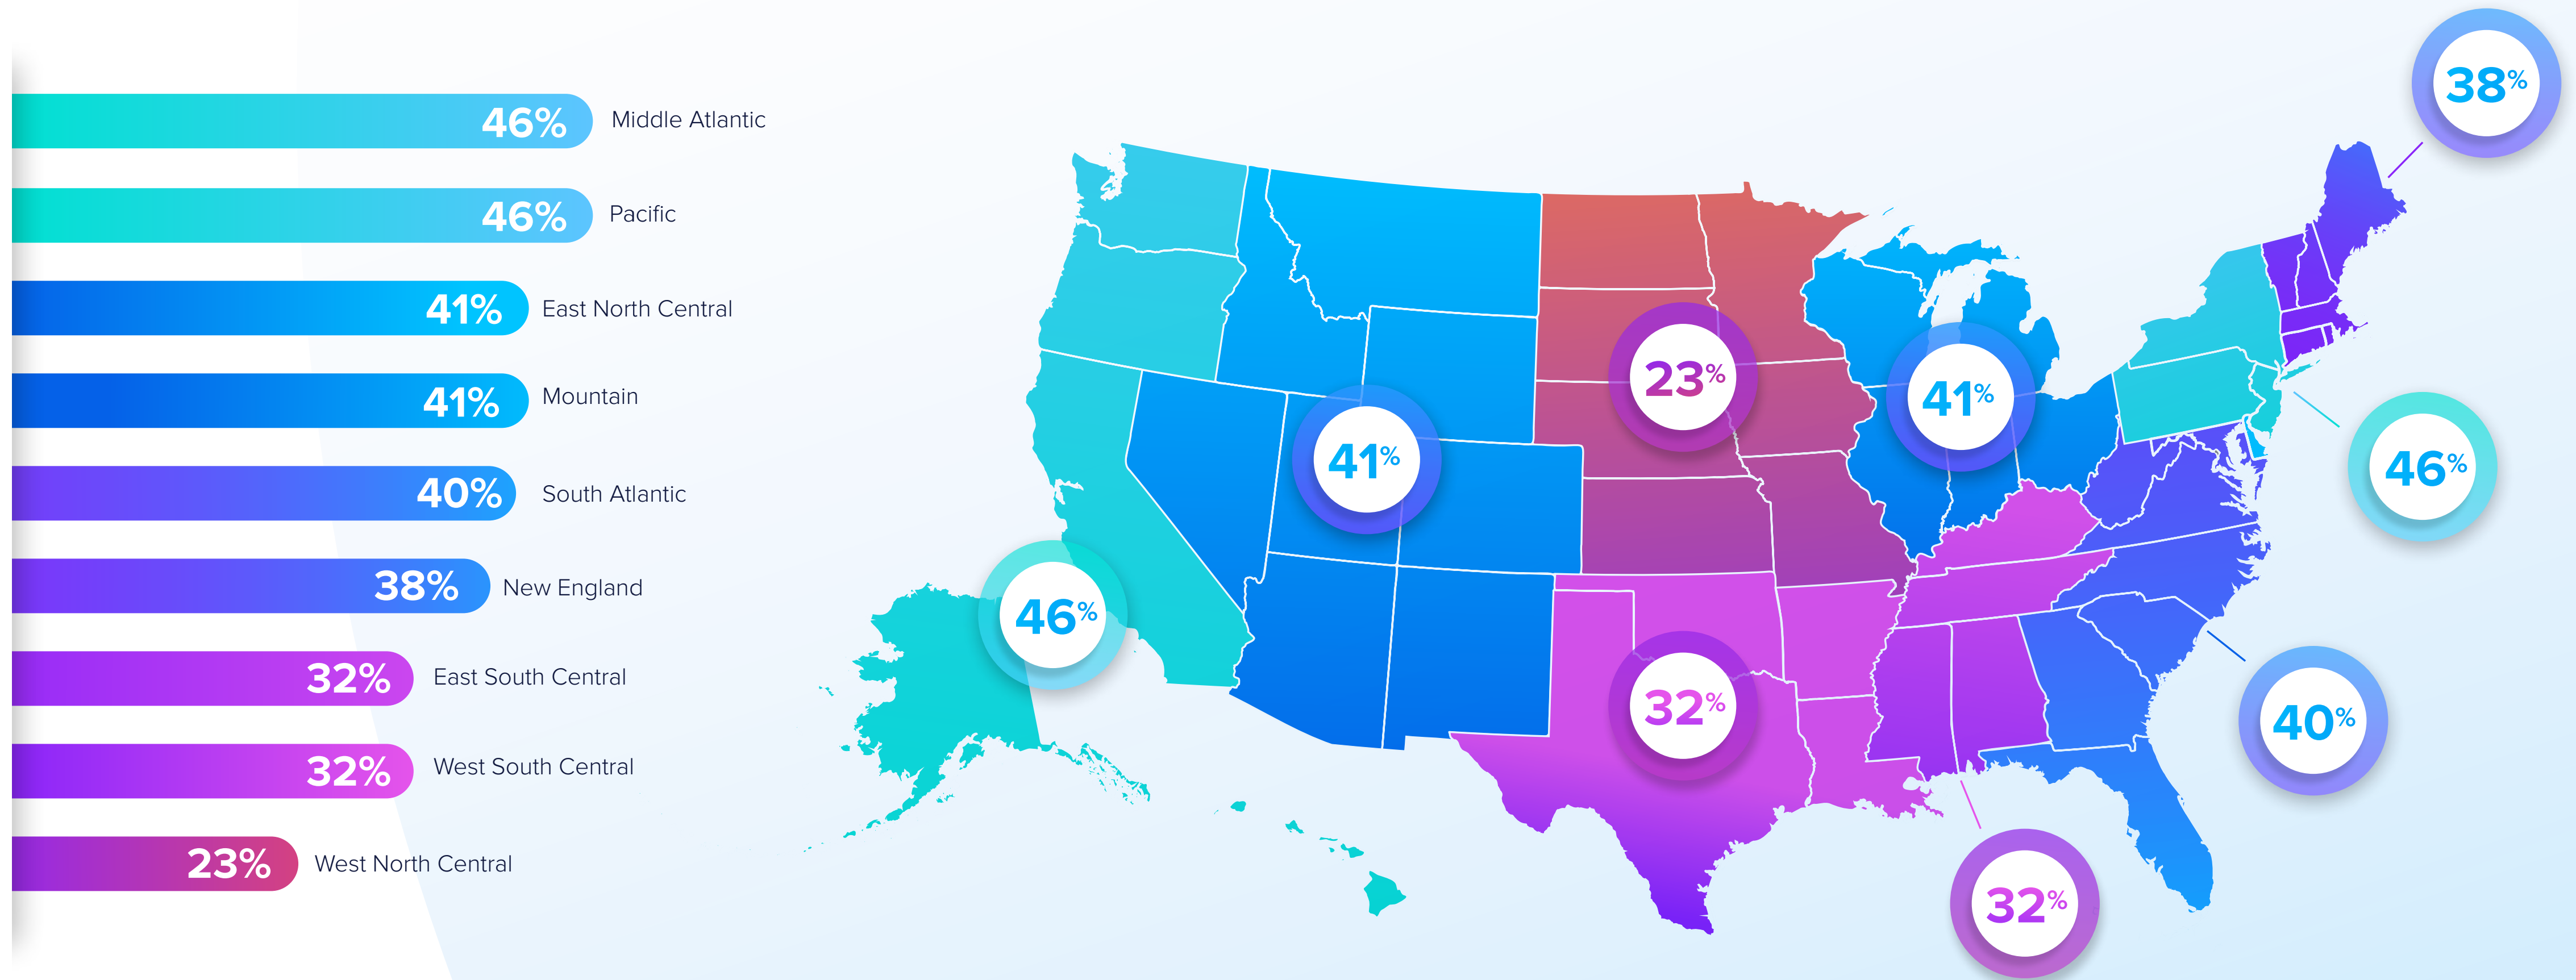 46% Middle Atlantic
46% Pacific
41% East North Central
41% Mountain
40% South Atlantic
38% New England
32% East South Central
32% West South Central
23% West North Central
38%
23%
41%
41%
46%
46%
32%
40%
32%